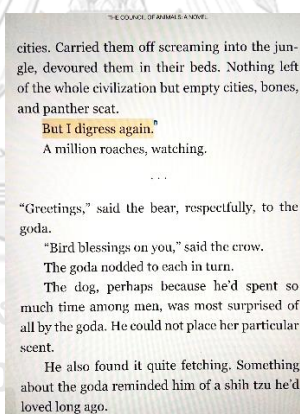 THE COUNCIL OF ANIMALS: A NOVEL
cities. Carried them off screaming into the jun-
gle, devoured them in their beds. Nothing left
of the whole civilization but empty cities, bones,
and panther scat.
But I digress again.
A million roaches, watching.
...
“Greetings,” said the bear, respectfully, to the
goda.
“Bird blessings on you,” said the crow.
The goda nodded to each in turn.
The dog, perhaps because he’d spent so
much time among men, was most surprised of
all by the goda. He could not place her particular
scent.
He also found it quite fetching. Something
about the goda reminded him of a shih tzu he’d
loved long ago.